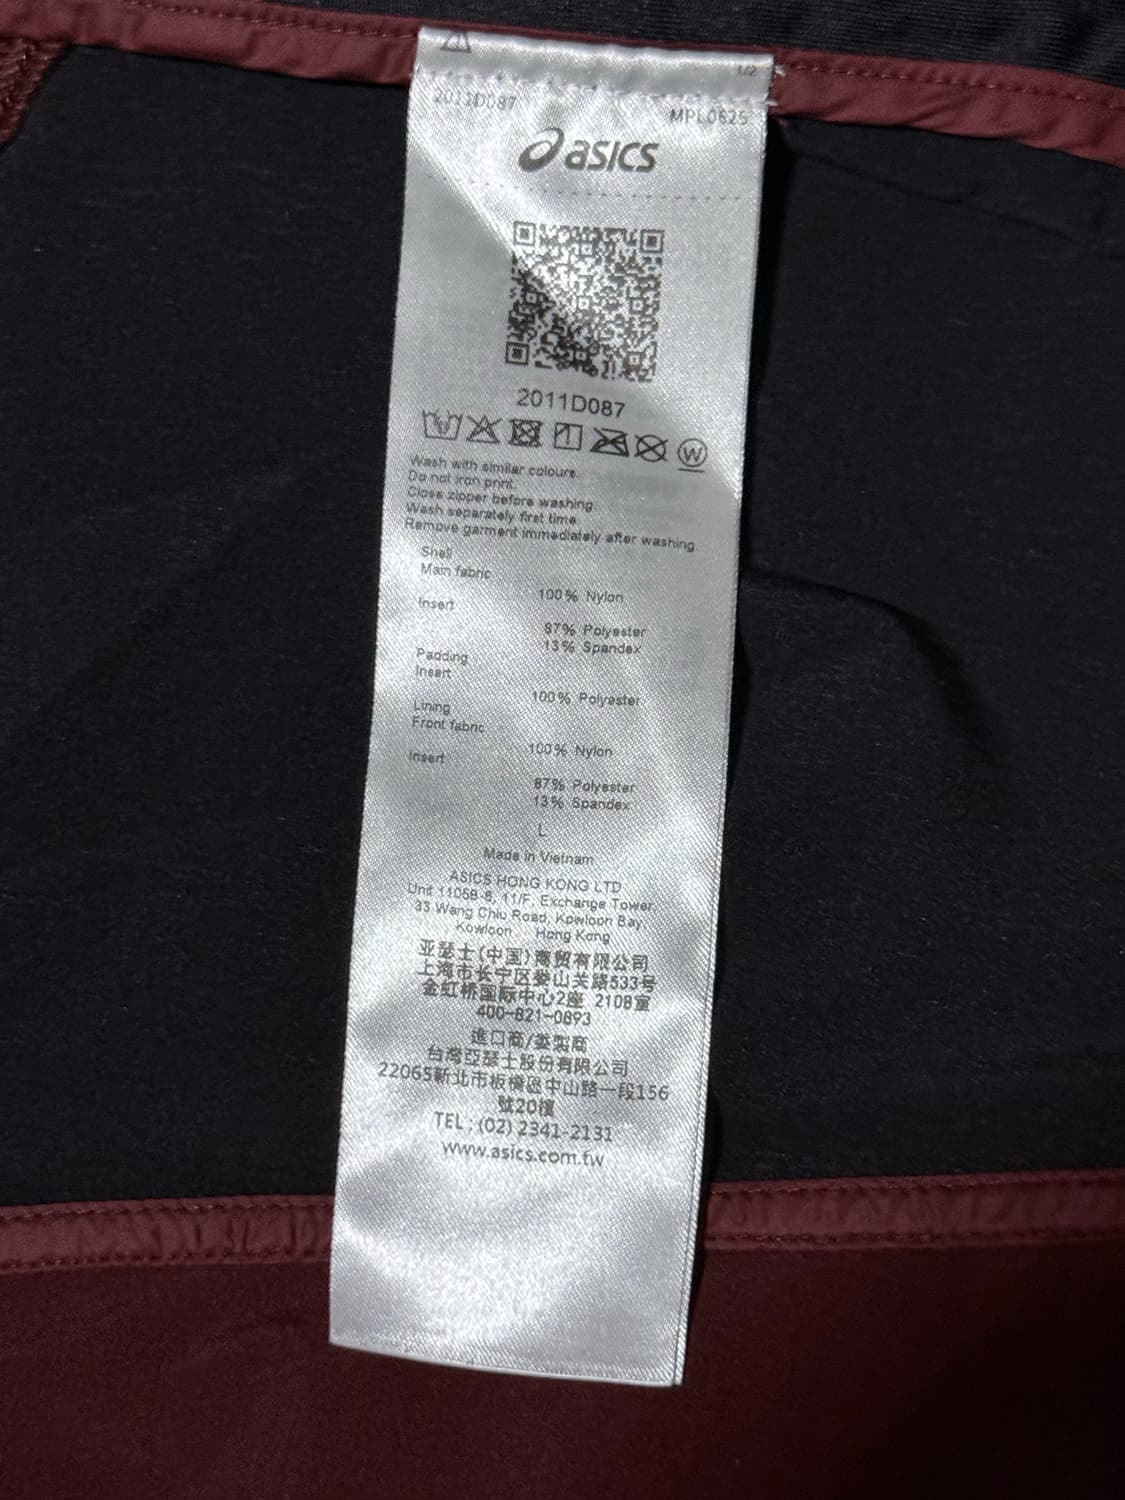 1/2
2011D087
MPL0625
asics
2011D087
W
Wash with similar colours.
Do not iron print.
Close zipper before washing.
Wash separately first time.
Remove garment immediately after washing.
Shell
Main fabric
100% Nylon
Insert
87% Polyester
13% Spandex
Padding
Insert
100% Polyester
Lining
Front fabric
100% Nylon
Insert
87% Polyester
13% Spandex
L
Made in Vietnam
ASICS HONG KONG LTD
Unit 1105B-6, 11/F, Exchange Tower,
33 Wang Chiu Road, Kowloon Bay,
Kowloon Hong Kong
亚瑟士(中国)商贸有限公司
上海市长宁区娄山关路533号
金虹桥国际中心2座 2108室
400-821-0893
進口商/委製商
台灣亞瑟士股份有限公司
22065新北市板橋區中山路一段156
號20樓
TEL : (02) 2341-2131
www.asics.com.tw